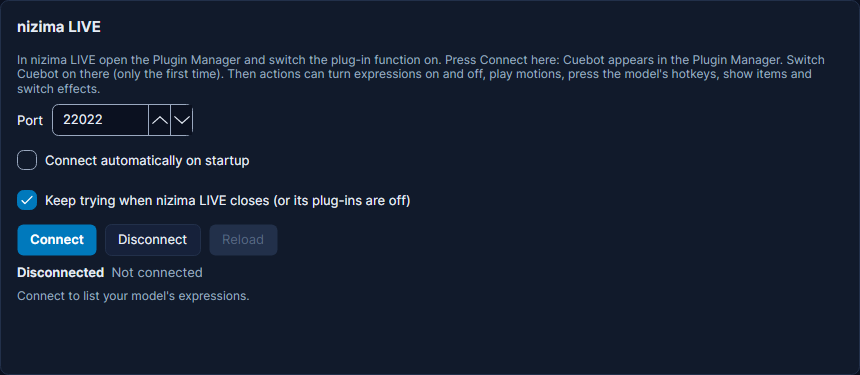 nizima LIVE
In nizima LIVE open the Plugin Manager and switch the plug-in function on. Press Connect here: Cuebot appears in the Plugin Manager. Switch
Cuebot on there (only the first time). Then actions can turn expressions on and off, play motions, press the model's hotkeys, show items and
switch effects.
Port 22022
Connect automatically on startup
Keep trying when nizima LIVE closes (or its plug-ins are off)
Connect Disconnect Reload
Disconnected Not connected
Connect to list your model's expressions.